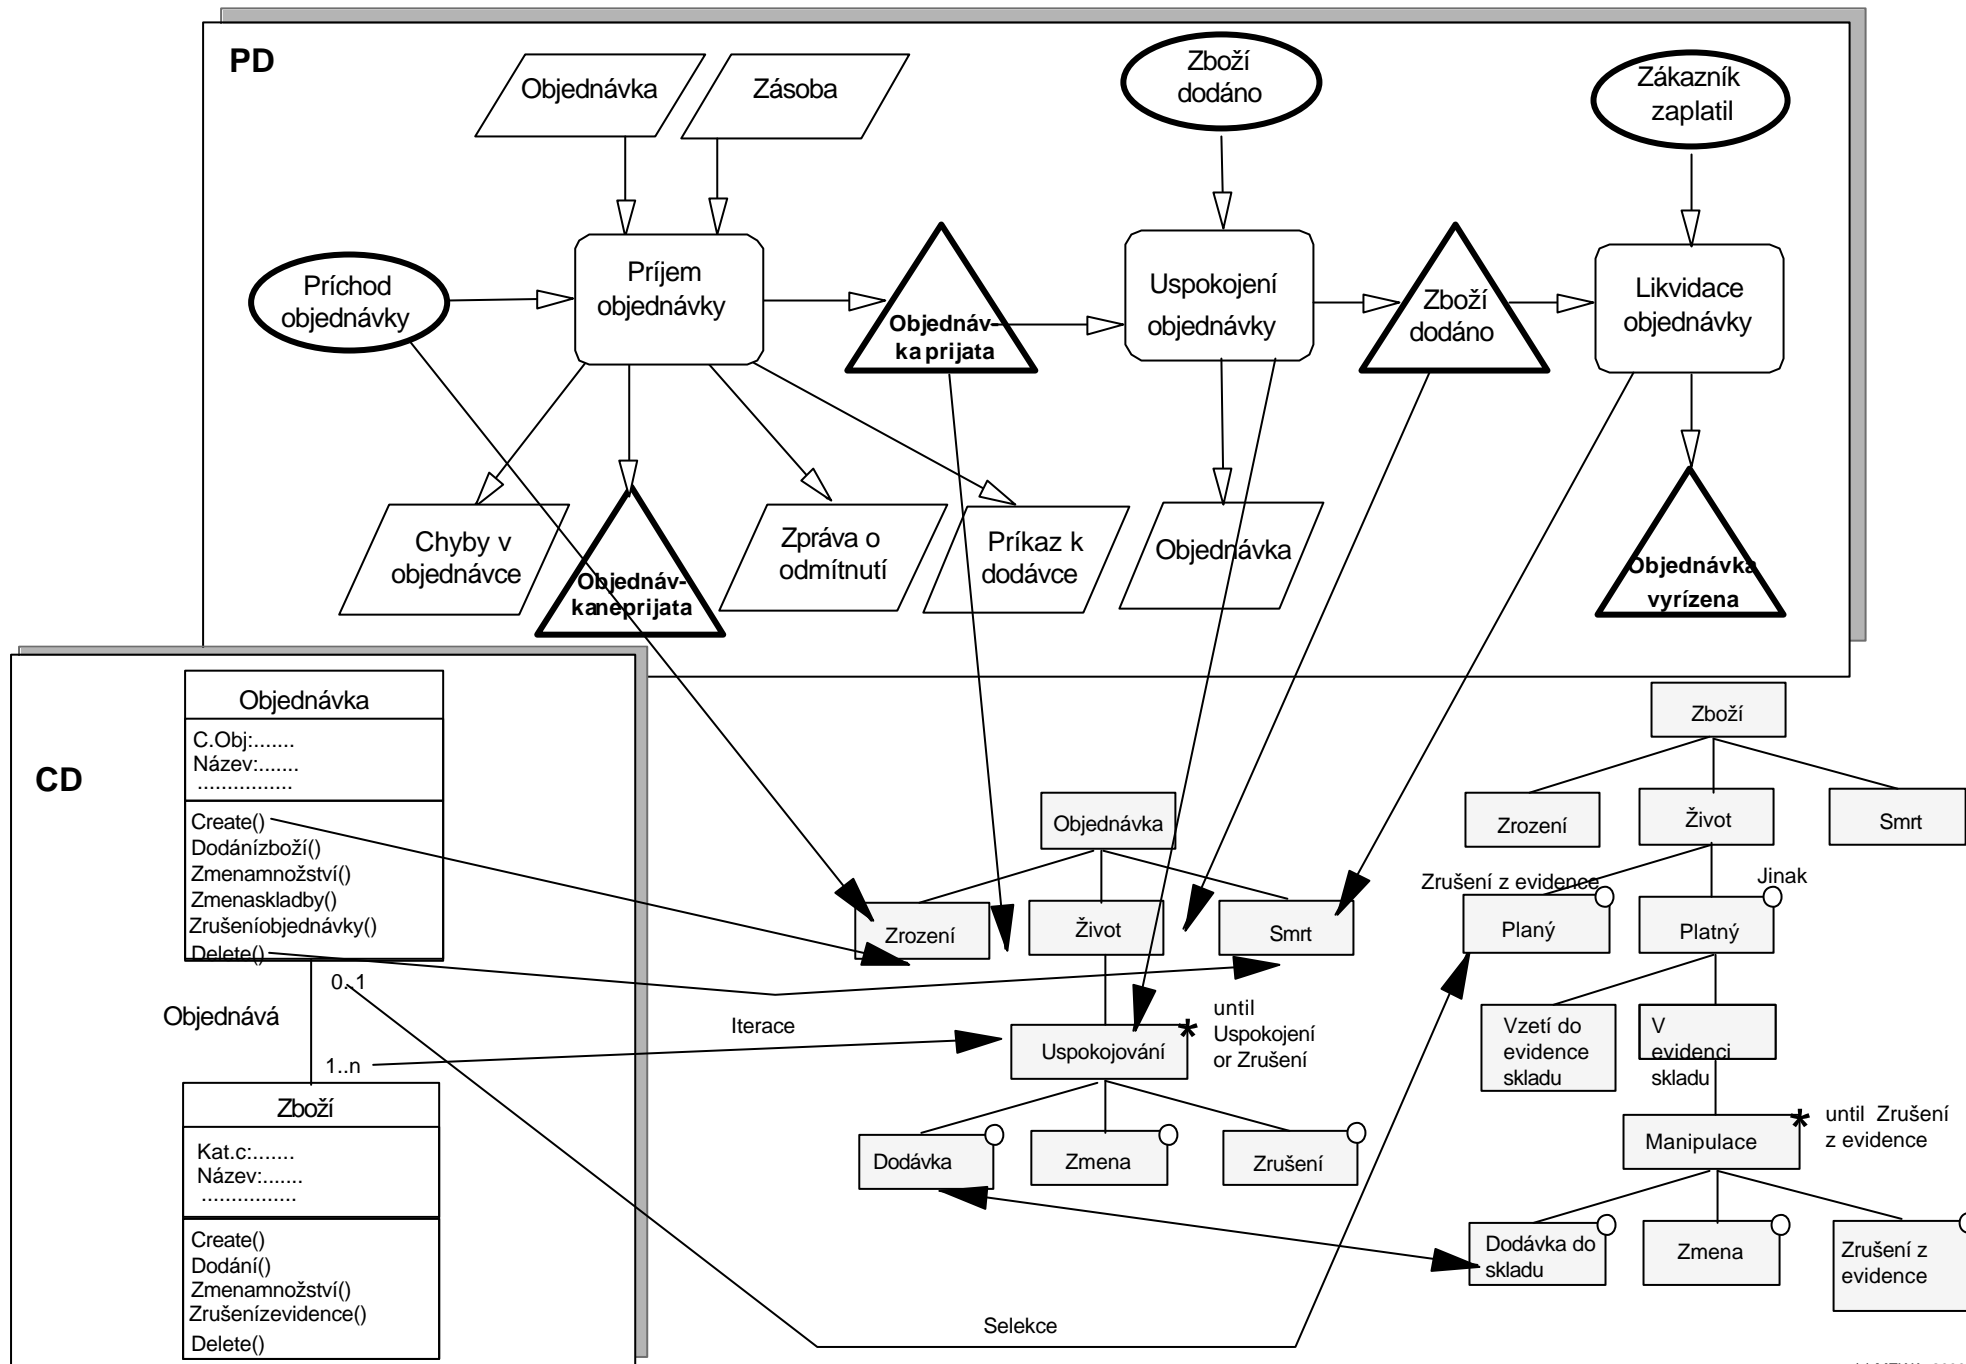 PD
Objednávka
Zásoba
Zboží
dodáno
Zákazník
zaplatil
Príchod
objednávky
Príjem
objednávky
Objednáv-
ka prijata
Uspokojení
objednávky
Zboží
dodáno
Likvidace
objednávky
Chyby v
objednávce
Objednáv-
kaneprijata
Zpráva o
odmítnutí
Príkaz k
dodávce
Objednávka
Objednávka
vyrízena
CD
Objednávka
C.Obj:.......
Název:.......
................
Create()
Dodánízboží()
Zmenamnožství()
Zmenaskladby()
Zrušeníobjednávky()
Delete()
0..1
Objednává
1..n
Zboží
Kat.c:.......
Název:.......
................
Create()
Dodání()
Zmenamnožství()
Zrušenízevidence()
Delete()
Iterace
Selekce
Objednávka
Zrození
Život
Smrt
Uspokojování
*
until
Uspokojení
or Zrušení
Dodávka
Zmena
Zrušení
Zboží
Zrození
Život
Smrt
Zrušení z evidence
Jinak
Planý
Platný
Vzetí do
evidence
skladu
V
evidenci
skladu
Manipulace
*
until Zrušení
z evidence
Dodávka do
skladu
Zmena
Zrušení z
evidence